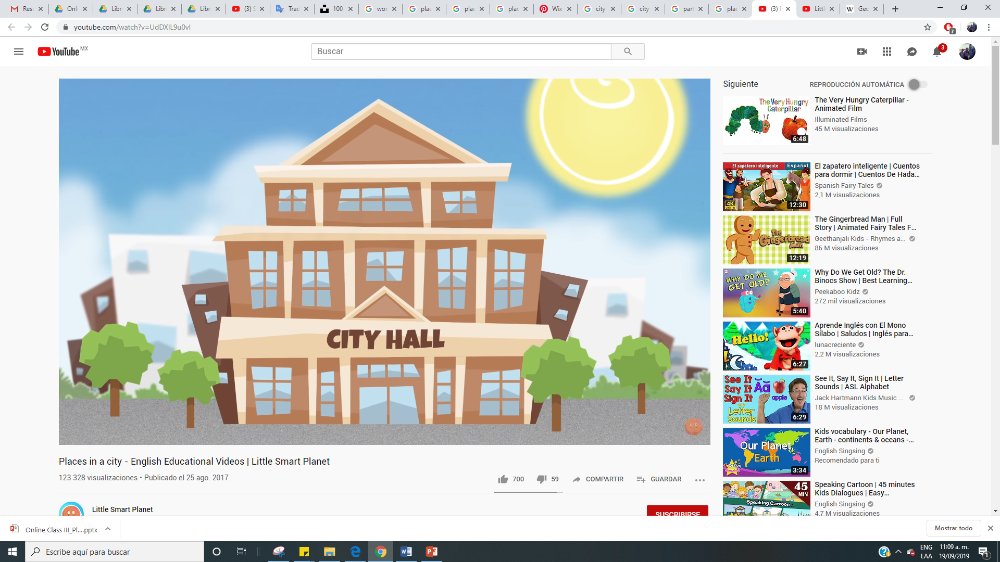 Resu
Onli
Libr
Libr
Libr
(3) S
Trad
100
wor
plac
plac
plac
Wix
city
city
part
plac
(3) 
Littl
Geo
youtube.com/watch?v=UdDXIL9u0vI
7
YouTube MX
Buscar
3
CITY HALL
Places in a city - English Educational Videos | Little Smart Planet
123.328 visualizaciones • Publicado el 25 ago. 2017
700
59
COMPARTIR
GUARDAR
Little Smart Planet
SUSCRIBIRSE
Siguiente
REPRODUCCIÓN AUTOMÁTICA
The Very Hungry
Caterpillar
6:48
The Very Hungry Caterpillar -
Animated Film
Illuminated Films
45 M visualizaciones
El zapatero inteligente
Español
4K
12:30
El zapatero inteligente | Cuentos
para dormir | Cuentos De Hada...
Spanish Fairy Tales
2,1 M visualizaciones
The
Gingerbread
Man
12:19
The Gingerbread Man | Full
Story | Animated Fairy Tales F...
Geethanjali Kids - Rhymes a...
86 M visualizaciones
WHY DO WE
GET OLD?
5:40
Why Do We Get Old? The Dr.
Binocs Show | Best Learning...
Peekaboo Kidz
272 mil visualizaciones
Hello!
6:27
Aprende Inglés con El Mono
Sílabo | Saludos | Inglés para...
lunacreciente
2,2 M visualizaciones
See It
Say It
Sign It
with
Letter
Sounds
Aă
apple
6:29
See It, Say It, Sign It | Letter
Sounds | ASL Alphabet
Jack Hartmann Kids Music ...
18 M visualizaciones
Our Planet,
Earth
3:34
Kids vocabulary - Our Planet,
Earth - continents & oceans -...
English Singsing
Recomendado para ti
45
MIN
Speaking Cartoon
Speaking Cartoon | 45 minutes
Kids Dialogues | Easy...
English Singsing
4,7 M visualizaciones
Online Class III_Pl....pptx
Mostrar todo
Escribe aquí para buscar
ENG
LAA
11:09 a. m.
19/09/2019
1